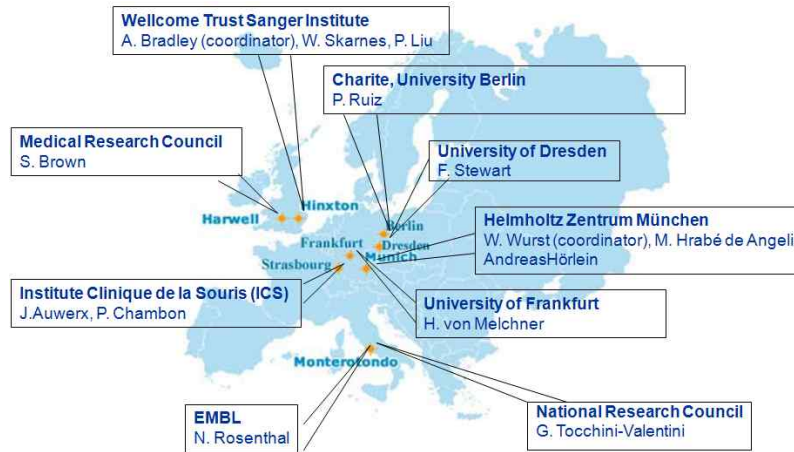 Wellcome Trust Sanger Institute
A. Bradley (coordinator), W. Skarnes, P. Liu
Charite, University Berlin
P. Ruiz
Medical Research Council
S. Brown
University of Dresden
F. Stewart
Hinxton
Harwell
Berlin
Helmholtz Zentrum München
W. Wurst (coordinator), M. Hrabé de Angeli
AndreasHörlein
Frankfurt
Dresden
Munich
Strasbourg
Institute Clinique de la Souris (ICS)
J.Auwerx, P. Chambon
University of Frankfurt
H. von Melchner
Monterotondo
EMBL
N. Rosenthal
National Research Council
G. Tocchini-Valentini